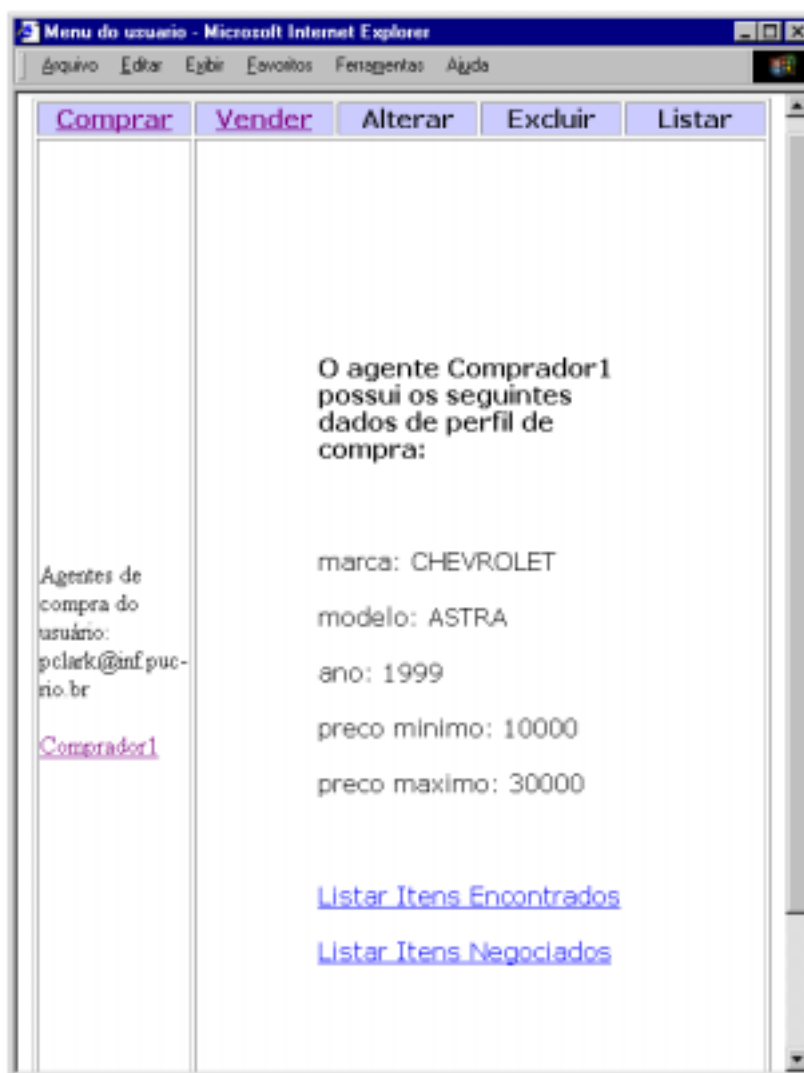 Menu do usuario - Microsoft Internet Explorer
Arquivo Editar Exibir Favoritos Ferramentas Ajuda
Comprar Vender Alterar Excluir Listar
O agente Comprador1
possui os seguintes
dados de perfil de
compra:
Agentes de
compra do
usuário:
pclark@inf.puc-
rio.br
Comprador1
marca: CHEVROLET
modelo: ASTRA
ano: 1999
preco minimo: 10000
preco maximo: 30000
Listar Itens Encontrados
Listar Itens Negociados